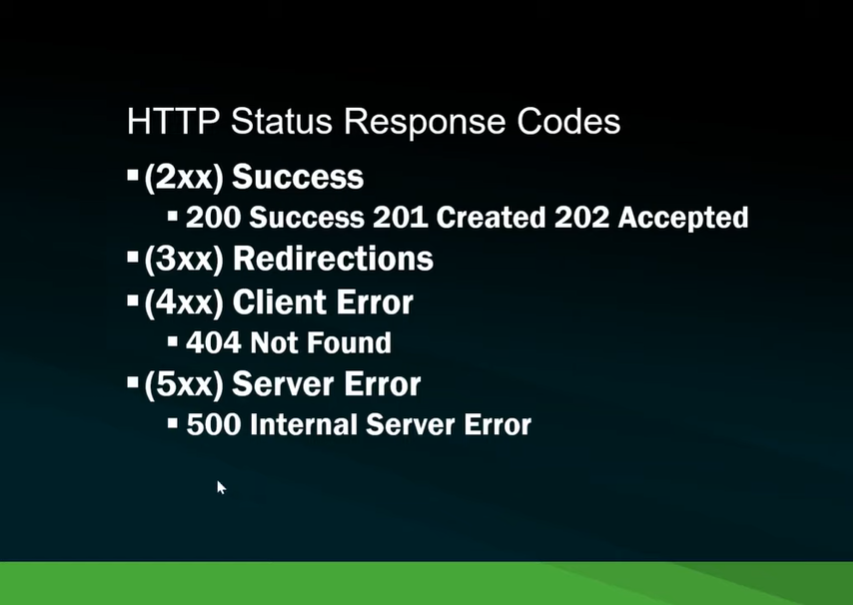 HTTP Status Response Codes
▪(2xx) Success
▪200 Success 201 Created 202 Accepted
▪(3xx) Redirections
▪(4xx) Client Error
▪404 Not Found
▪(5xx) Server Error
▪500 Internal Server Error